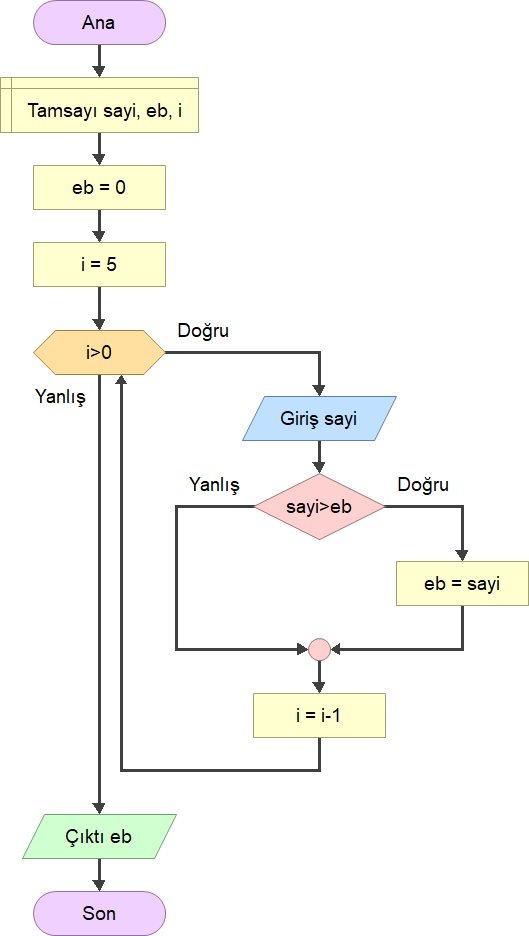 Ana
Tamsayı sayi, eb, i
eb = 0
i = 5
i>0
Doğru
Yanlış
Giriş sayi
sayi>eb
Yanlış
Doğru
eb = sayi
i = i-1
Çıktı eb
Son